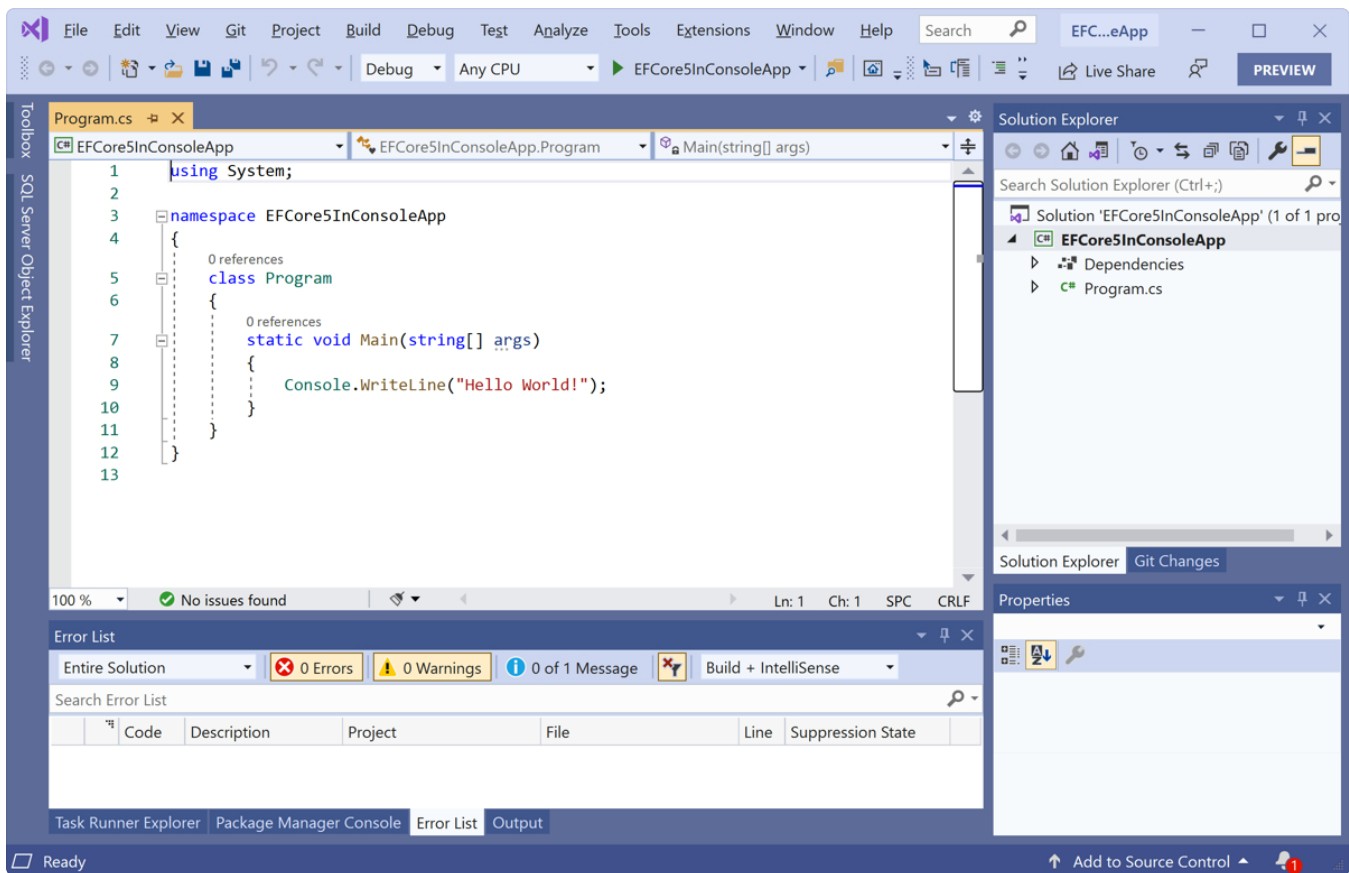 File Edit View Git Project Build Debug Test Analyze Tools Extensions Window Help Search EFC...eApp
Debug Any CPU EFCore5InConsoleApp Live Share PREVIEW
Toolbox
SQL Server Object Explorer
Program.cs
EFCore5InConsoleApp EFCore5InConsoleApp.Program Main(string[] args)
1 using System;
2
3 namespace EFCore5InConsoleApp
4 {
0 references
5 class Program
6 {
0 references
7 static void Main(string[] args)
8 {
9 Console.WriteLine("Hello World!");
10 }
11 }
12 }
13
100 % No issues found Ln: 1 Ch: 1 SPC CRLF
Error List
Entire Solution 0 Errors 0 Warnings 0 of 1 Message Build + IntelliSense
Search Error List
Code Description Project File Line Suppression State
Task Runner Explorer Package Manager Console Error List Output
Solution Explorer
Search Solution Explorer (Ctrl+;)
Solution 'EFCore5InConsoleApp' (1 of 1 pro
C# EFCore5InConsoleApp
Dependencies
C# Program.cs
Solution Explorer Git Changes
Properties
Ready Add to Source Control 1